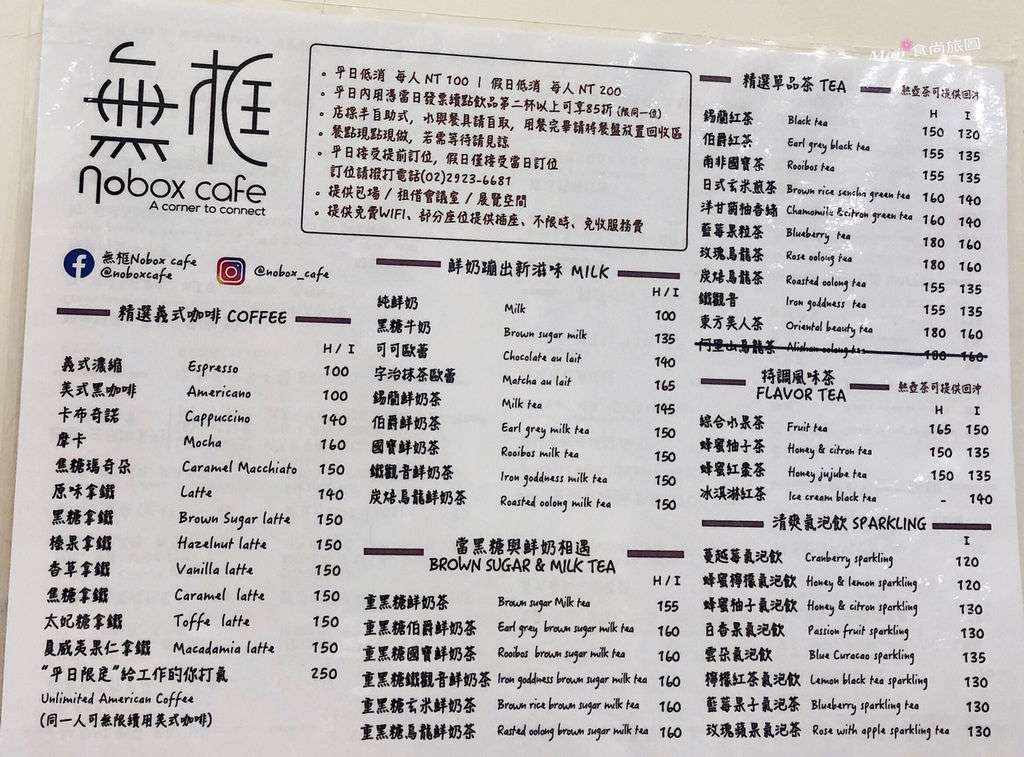 Mimi 食尚旅圖
無框
nobox cafe
A corner to connect
無框Nobox cafe
@noboxcafe
@nobox_cafe
• 平日低消 每人 NT 100 | 假日低消 每人 NT 200
• 平日內用憑當日發票續點飲品第二杯以上可享85折 (限同一位)
• 店採半自助式，水與餐具請自取，用餐完畢請將餐盤放置回收區
• 餐點現點現做，若需等待請見諒
• 平日接受提前訂位，假日僅接受當日訂位
訂位請撥打電話(02)2923-6681
• 提供包場 / 租借會議室 / 展覽空間
• 提供免費WIFI、部分座位提供插座、不限時、免收服務費
精選義式咖啡 COFFEE
H / I
義式濃縮 Espresso 100
美式黑咖啡 Americano 100
卡布奇諾 Cappuccino 140
摩卡 Mocha 160
焦糖瑪奇朵 Caramel Macchiato 150
原味拿鐵 Latte 140
黑糖拿鐵 Brown Sugar latte 150
榛果拿鐵 Hazelnut latte 150
香草拿鐵 Vanilla latte 150
焦糖拿鐵 Caramel latte 150
太妃糖拿鐵 Toffe latte 150
夏威夷果仁拿鐵 Macadamia latte 150
“平日限定”給工作的你打氣 250
Unlimited American Coffee
(同一人可無限續用美式咖啡)
鮮奶蹦出新滋味 MILK
H / I
純鮮奶 Milk 100
黑糖牛奶 Brown sugar milk 135
可可歐蕾 Chocolate au lait 140
宇治抹茶歐蕾 Matcha au lait 165
錫蘭鮮奶茶 Milk tea 145
伯爵鮮奶茶 Earl grey milk tea 150
國寶鮮奶茶 Rooibos milk tea 150
鐵觀音鮮奶茶 Iron goddness milk tea 150
炭焙烏龍鮮奶茶 Roasted oolong milk tea 150
當黑糖與鮮奶相遇
BROWN SUGAR & MILK TEA
H / I
重黑糖鮮奶茶 Brown sugar Milk tea 155
重黑糖伯爵鮮奶茶 Earl grey brown sugar milk tea 160
重黑糖國寶鮮奶茶 Rooibos brown sugar milk tea 160
重黑糖鐵觀音鮮奶茶 Iron goddness brown sugar milk tea 160
重黑糖玄米鮮奶茶 Brown rice brown sugar milk tea 160
重黑糖烏龍鮮奶茶 Rasted oolong brown sugar milk tea 160
精選單品茶 TEA 熱壺茶可提供回沖
H I
錫蘭紅茶 Black tea 150 130
伯爵紅茶 Earl grey black tea 155 135
南非國寶茶 Rooibos tea 155 135
日式玄米煎茶 Brown rice sencha green tea 160 140
洋甘菊柚香綠 Chamomile & citron green tea 160 140
藍莓果粒茶 Blueberry tea 180 160
玫瑰烏龍茶 Rose oolong tea 180 160
炭焙烏龍茶 Roasted oolong tea 155 135
鐵觀音 Iron goddness tea 155 135
東方美人茶 Oriental beauty tea 180 160
阿里山烏龍茶 Alishan oolong tea 180 160
特調風味茶
FLAVOR TEA 熱壺茶可提供回沖
H I
綜合水果茶 Fruit tea 165 150
蜂蜜柚子茶 Honey & citron tea 150 135
蜂蜜紅棗茶 Honey jujube tea 150 135
冰淇淋紅茶 Ice cream black tea - 140
清爽氣泡飲 SPARKLING
I
蔓越莓氣泡飲 Cranberry sparkling 120
蜂蜜檸檬氣泡飲 Honey & lemon sparkling 120
蜂蜜柚子氣泡飲 Honey & citron sparkling 130
百香果氣泡飲 Passion fruit sparkling 130
雲朵氣泡飲 Blue Curacao sparkling 135
檸檬紅茶氣泡飲 Lemon black tea sparkling 130
藍莓果子氣泡茶 Blueberry sparkling tea 130
玫瑰蘋果氣泡茶 Rose with apple sparkling tea 130